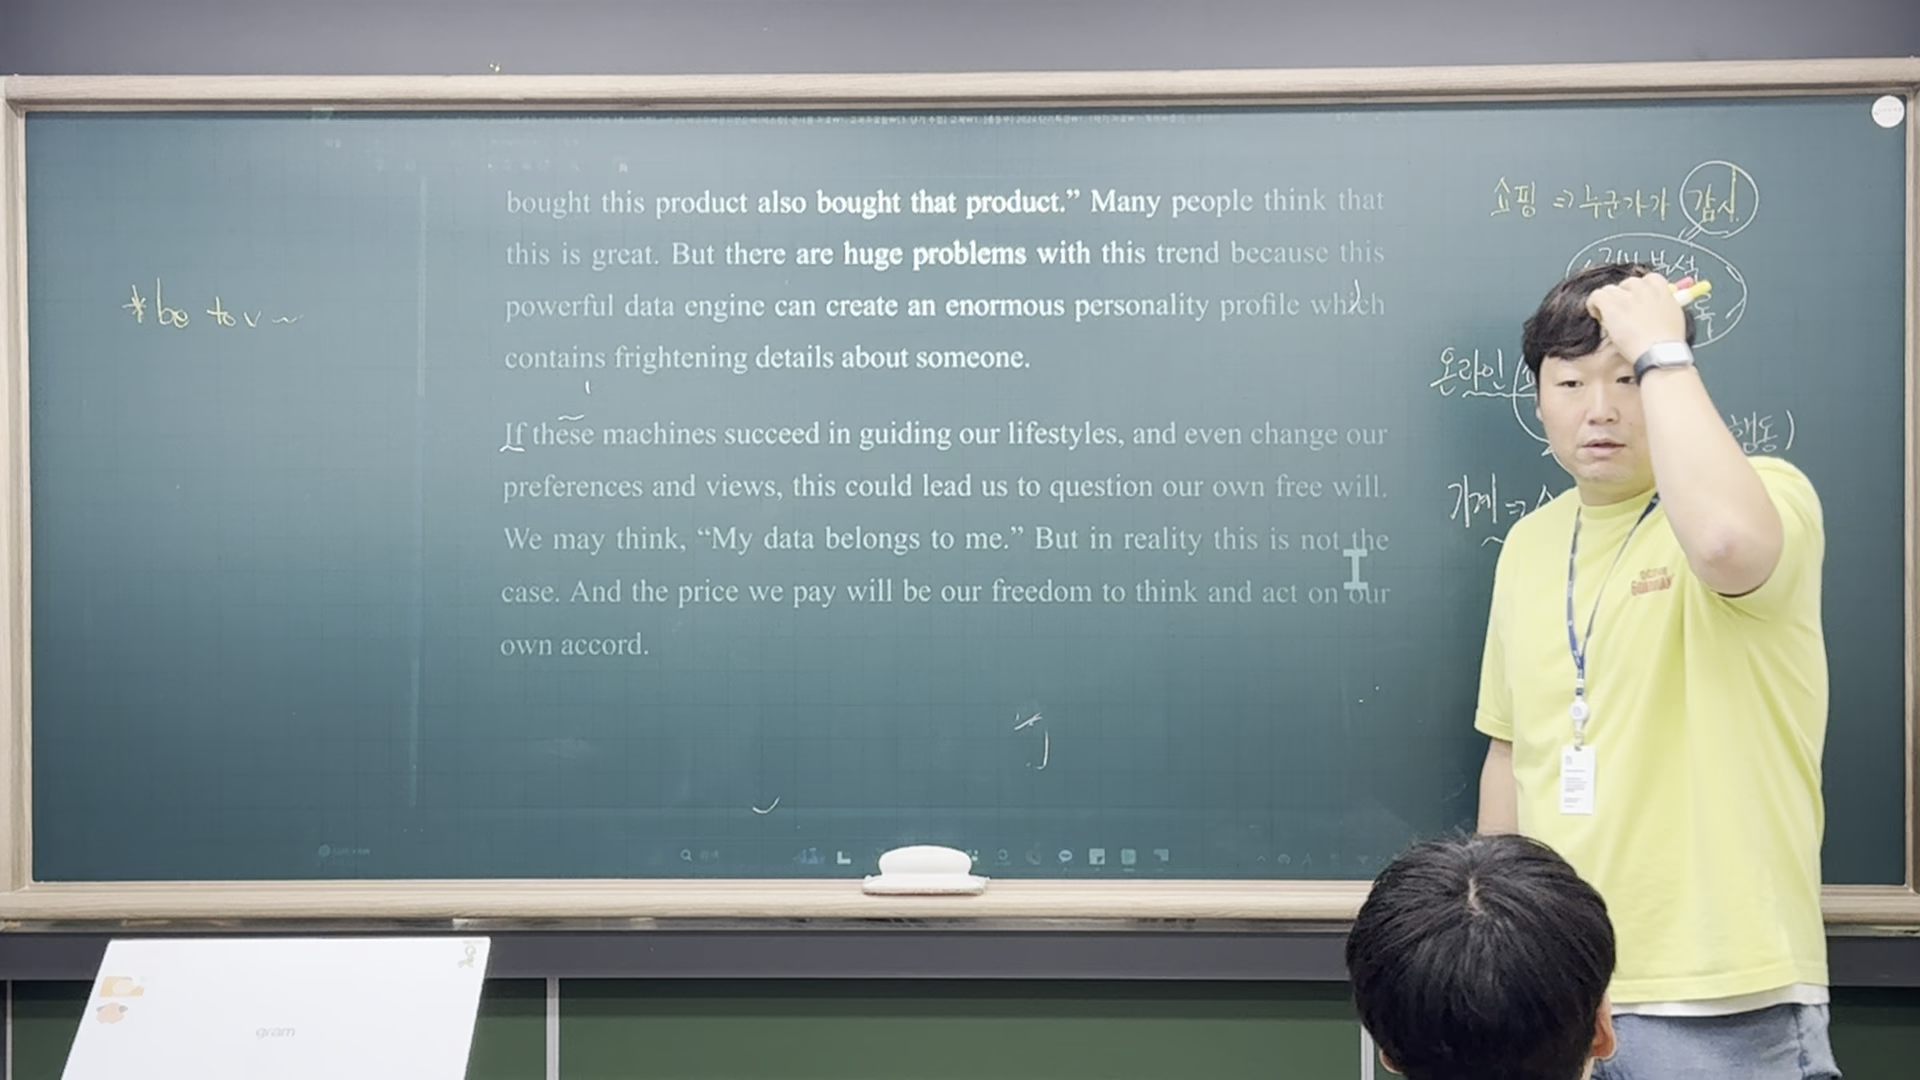 bought this product also bought that product.” Many people think that
this is great. But there are huge problems with this trend because this
powerful data engine can create an enormous personality profile which
contains frightening details about someone.
If these machines succeed in guiding our lifestyles, and even change our
preferences and views, this could lead us to question our own free will.
We may think, “My data belongs to me.” But in reality this is not the
case. And the price we pay will be our freedom to think and act on our
own accord.
*be to v ~
쇼핑 => 누군가가 감시
온라인
행동)
기계 =>
gram